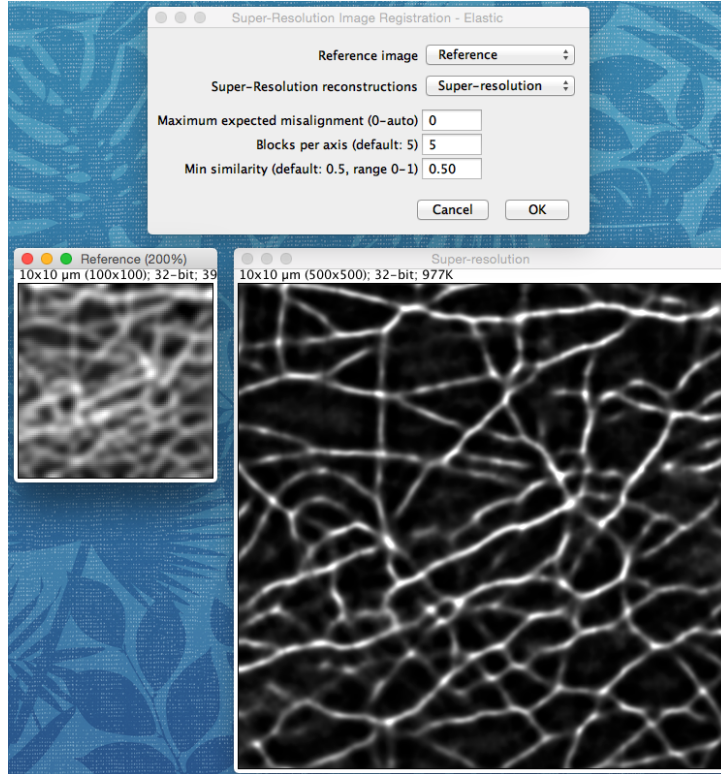 Super-Resolution Image Registration - Elastic
Reference image Reference
Super-Resolution reconstructions Super-resolution
Maximum expected misalignment (0-auto) 0
Blocks per axis (default: 5) 5
Min similarity (default: 0.5, range 0-1) 0.50
Cancel OK
Reference (200%)
10x10 µm (100x100); 32-bit; 39
Super-resolution
10x10 µm (500x500); 32-bit; 977K